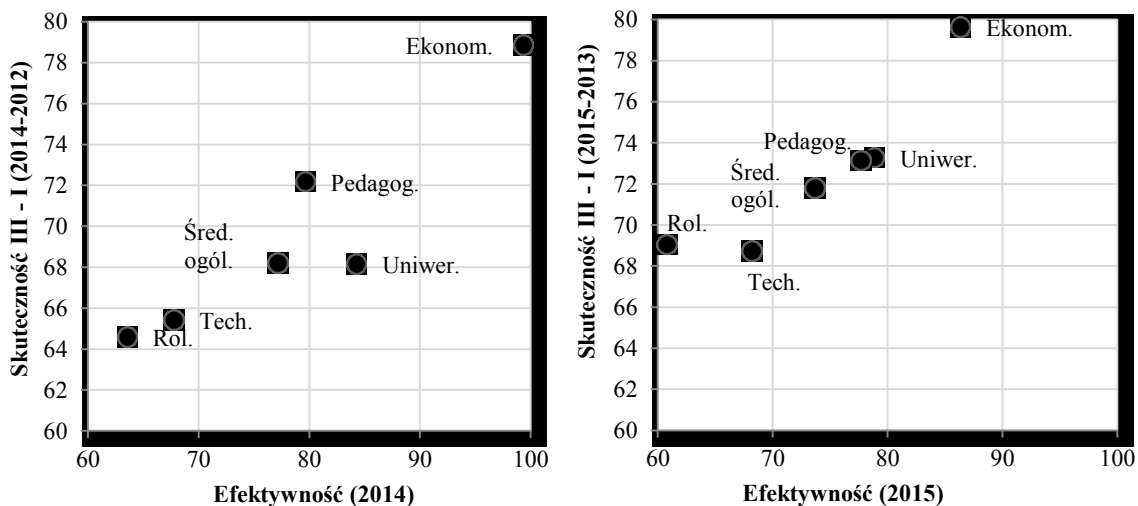 Skuteczność III - I (2014-2012)
80
78
76
74
72
70
68
66
64
62
60
Ekonom.
Pedagog.
Śred.
ogól.
Uniwer.
Tech.
Rol.
60
70
80
90
100
Efektywność (2014)
Skuteczność III - I (2015-2013)
80
78
76
74
72
70
68
66
64
62
60
Ekonom.
Pedagog.
Uniwer.
Śred.
ogól.
Rol.
Tech.
60
70
80
90
100
Efektywność (2015)